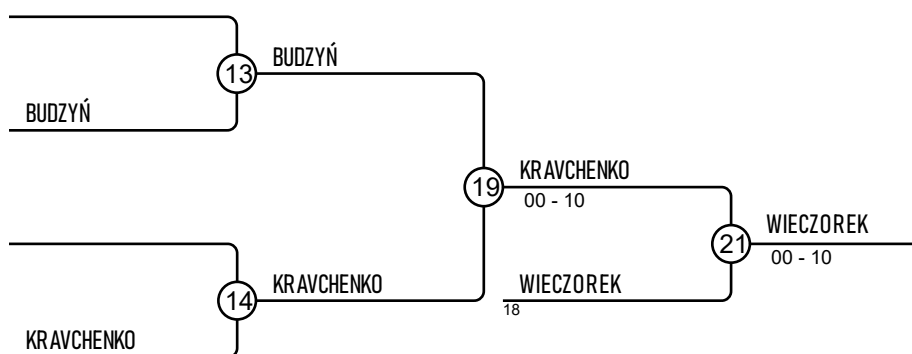 BUDZYŃ
13
BUDZYŃ
KRAVCHENKO
19
00 - 10
WIECZOREK
21
00 - 10
KRAVCHENKO
14
WIECZOREK
18
KRAVCHENKO